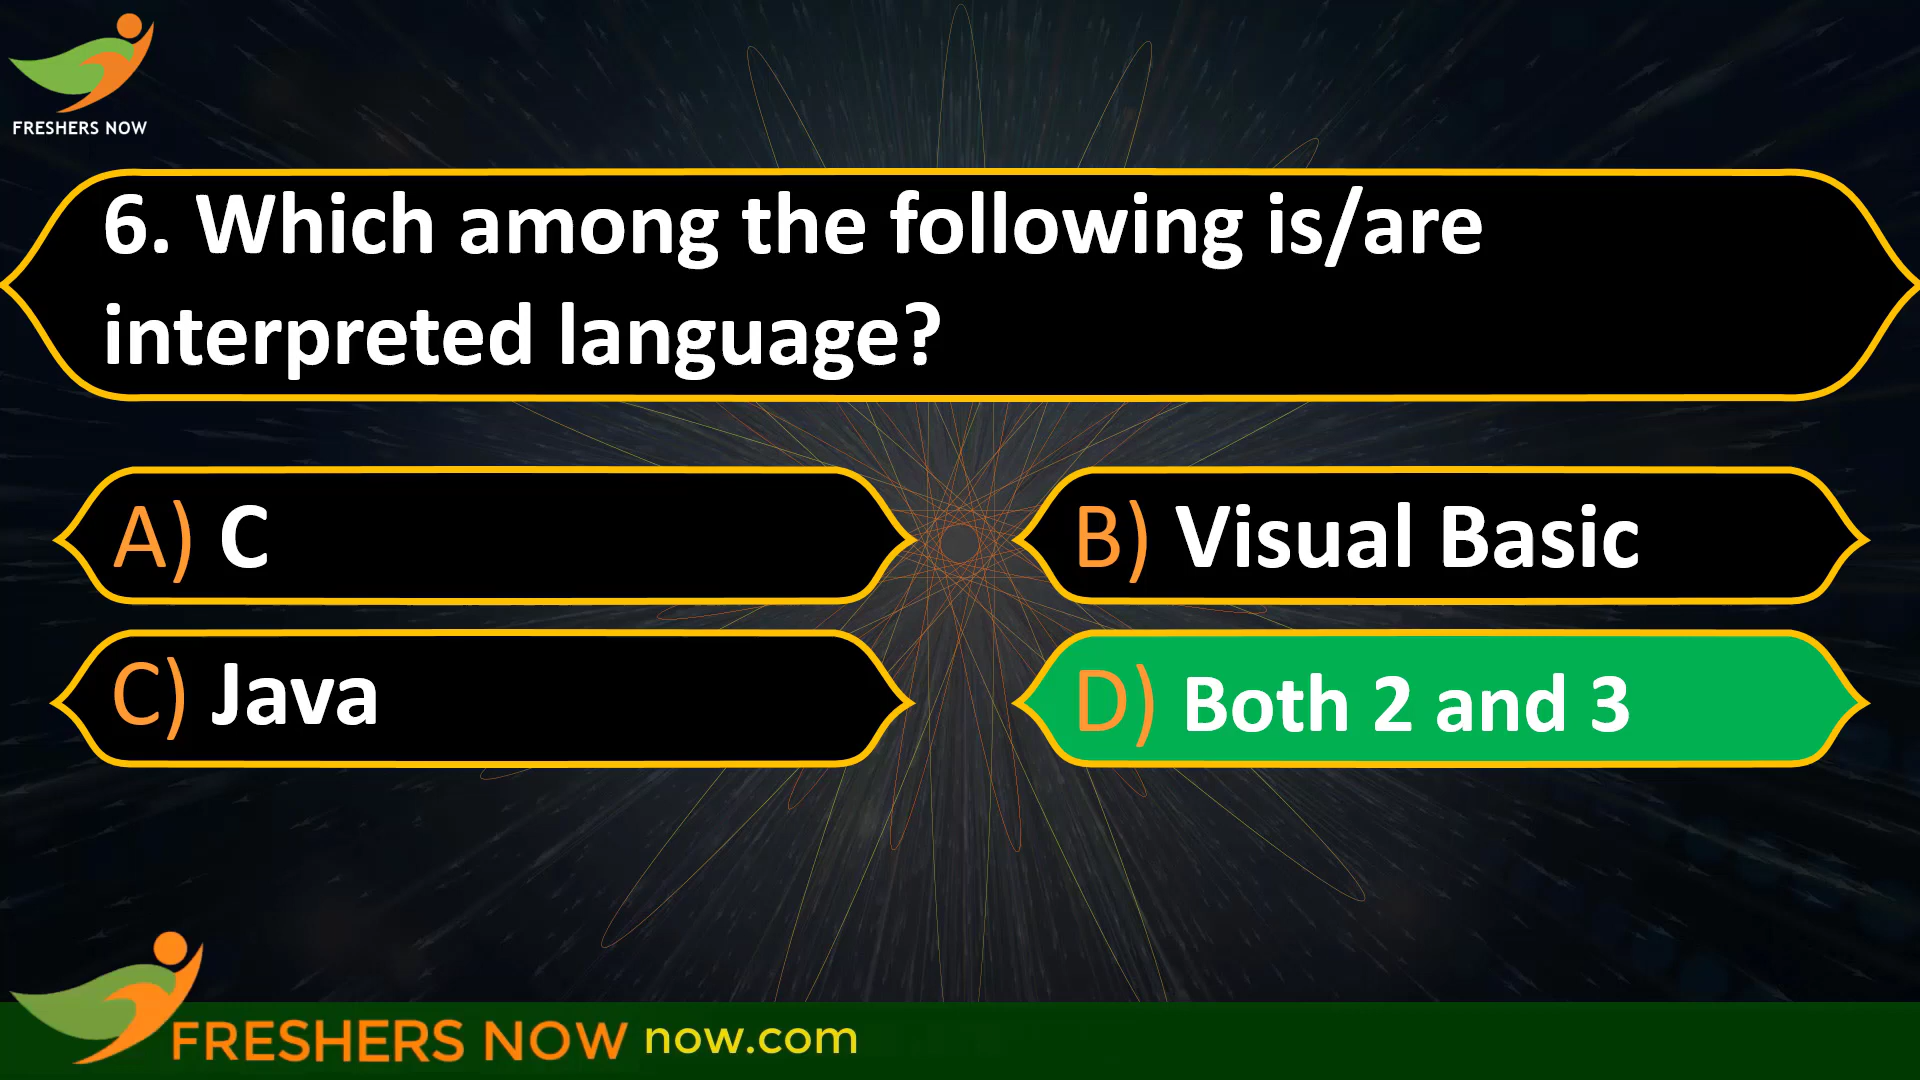 FRESHERS NOW
6. Which among the following is/are
interpreted language?
A) C
B) Visual Basic
C) Java
D) Both 2 and 3
FRESHERS NOW now.com